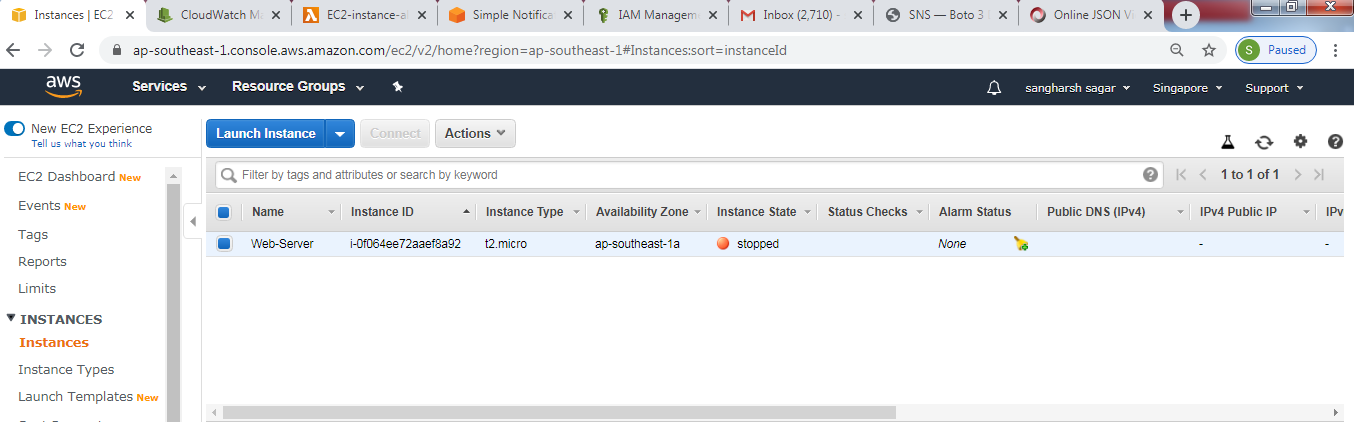 Instances | EC2
CloudWatch Ma
EC2-instance-al
Simple Notifica
IAM Managem
Inbox (2,710) -
SNS — Boto 3
Online JSON Vi
ap-southeast-1.console.aws.amazon.com/ec2/v2/home?region=ap-southeast-1#Instances:sort=instanceId
S Paused
aws Services Resource Groups sangharsh sagar Singapore Support
New EC2 Experience
Tell us what you think
Launch Instance Connect Actions
EC2 Dashboard New
Events New
Tags
Reports
Limits
INSTANCES
Instances
Instance Types
Launch Templates New
Filter by tags and attributes or search by keyword 1 to 1 of 1
Name Instance ID Instance Type Availability Zone Instance State Status Checks Alarm Status Public DNS (IPv4) IPv4 Public IP IPv
Web-Server i-0f064ee72aaef8a92 t2.micro ap-southeast-1a stopped None - -